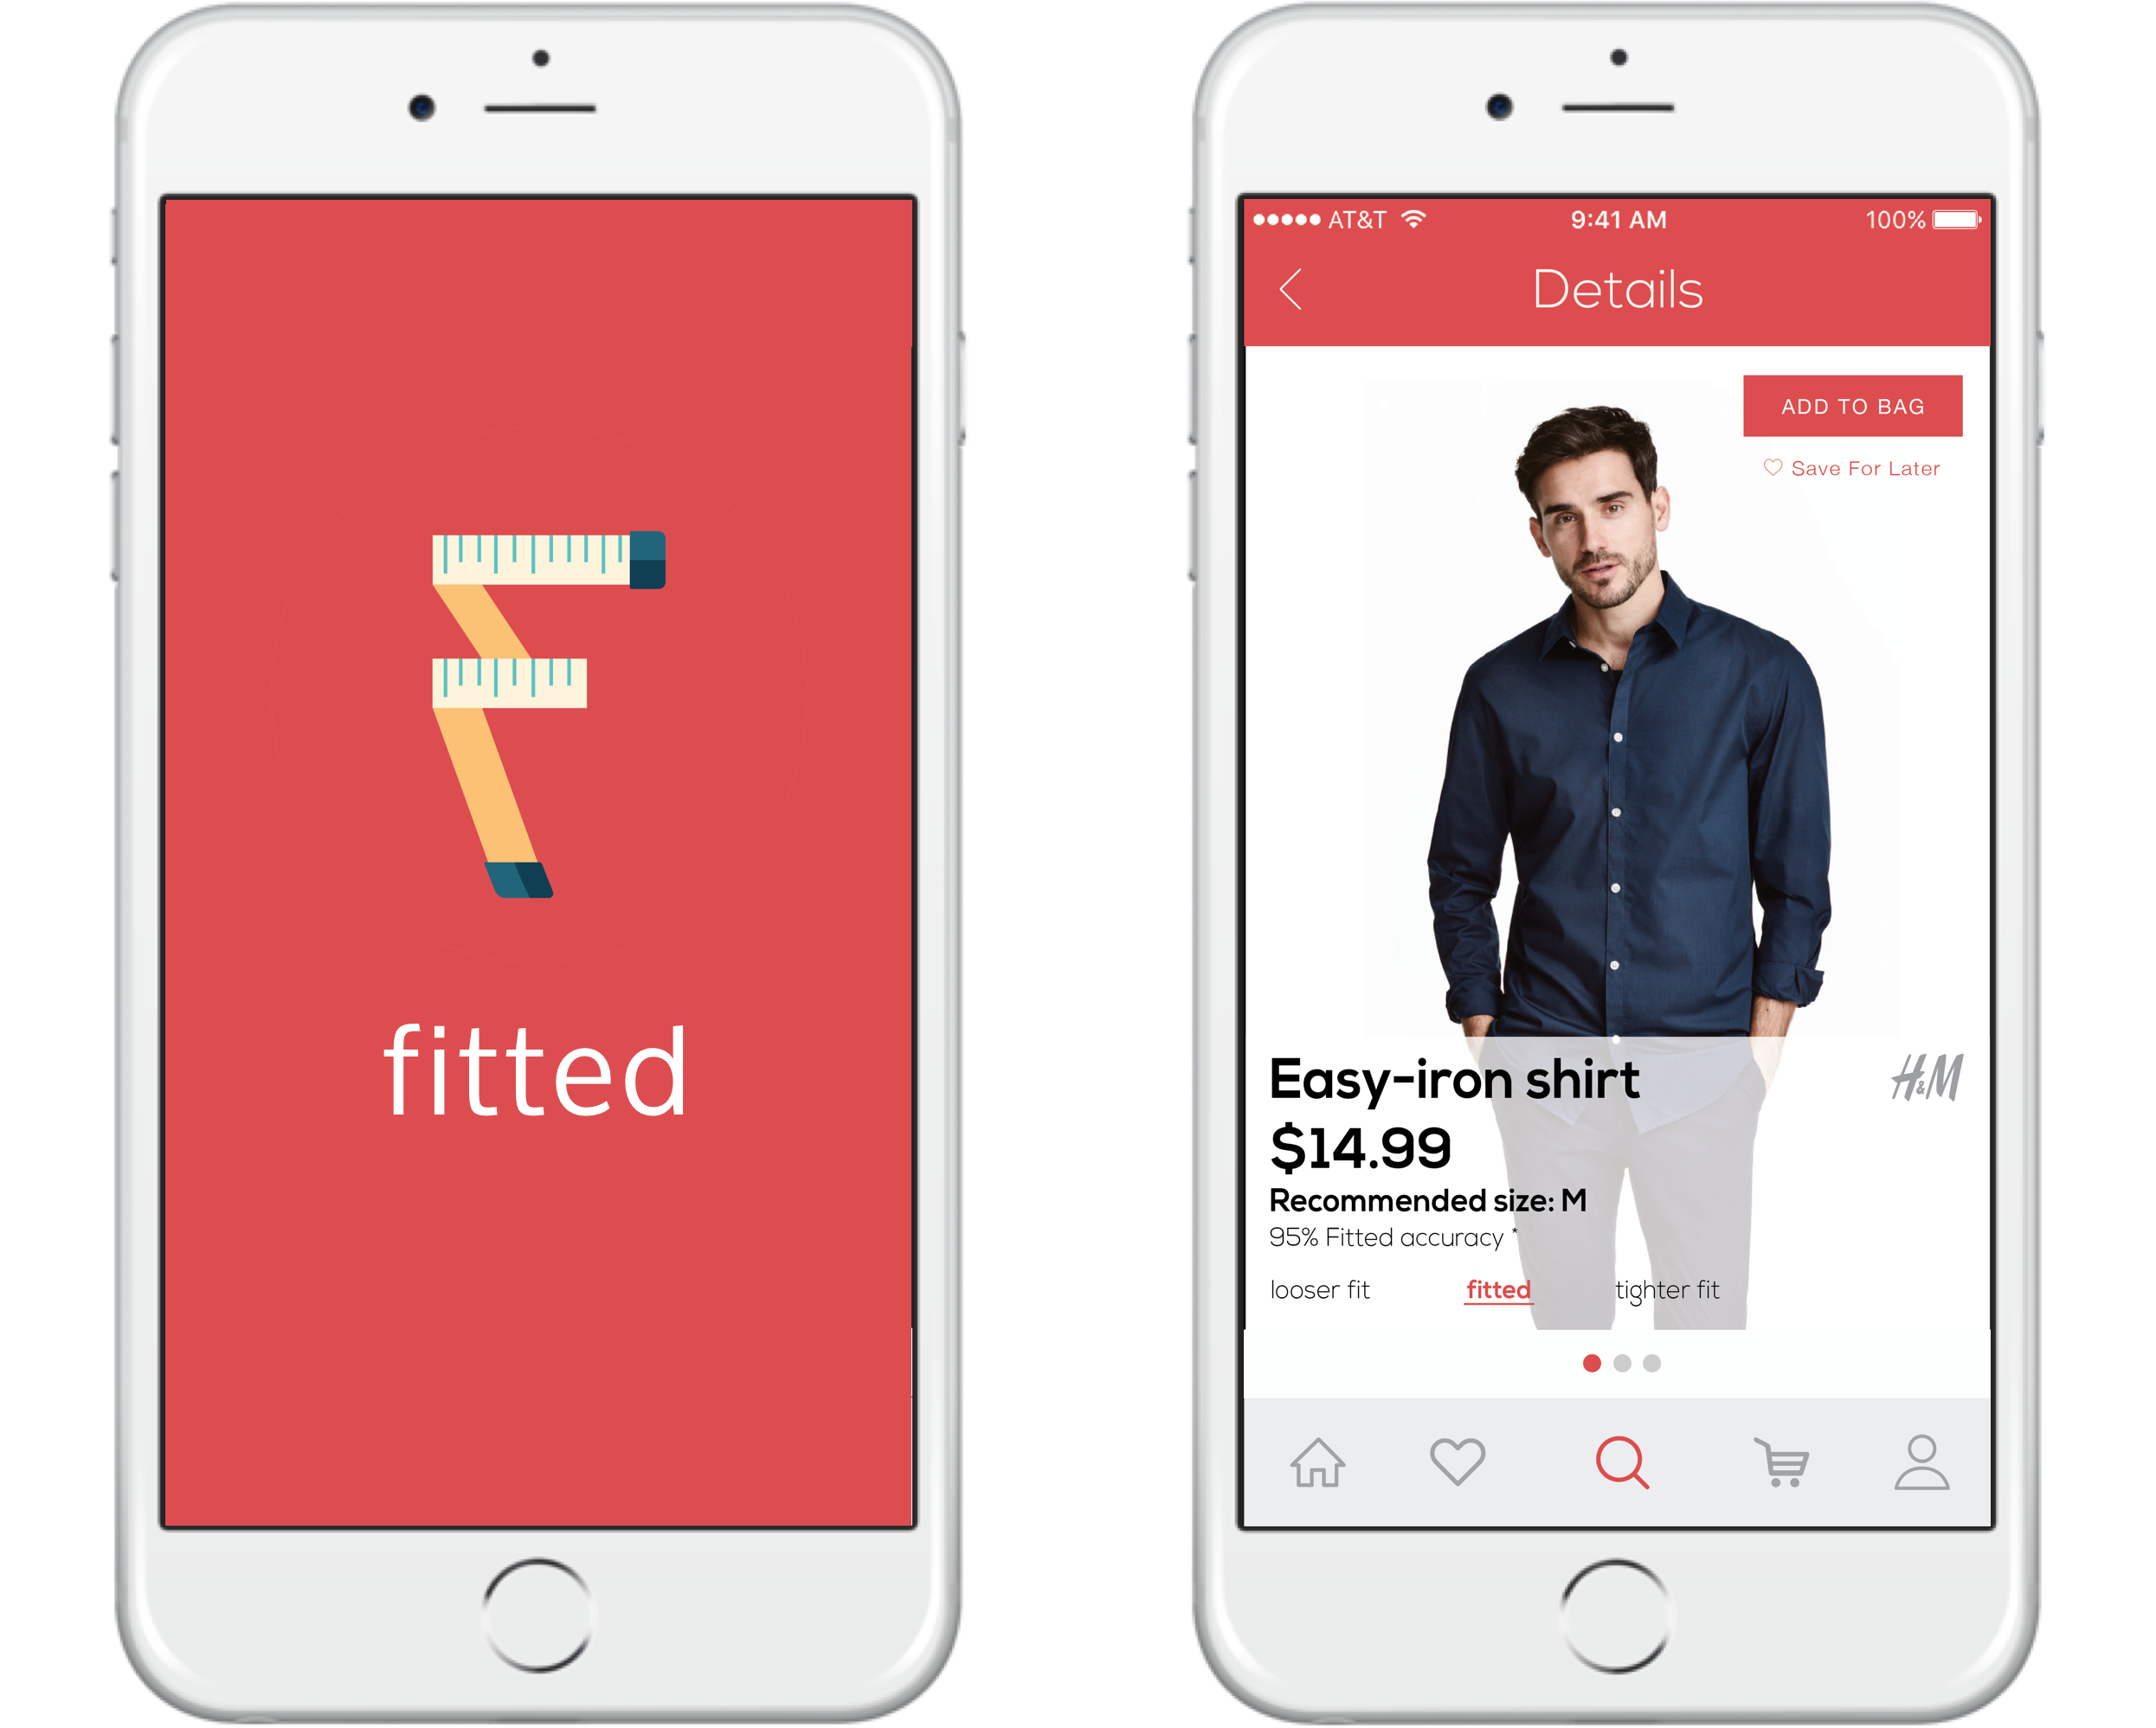 fitted
AT&T 9:41 AM 100%
Details
ADD TO BAG
Save For Later
Easy-iron shirt
H&M
$14.99
Recommended size: M
95% Fitted accuracy *
looser fit fitted tighter fit